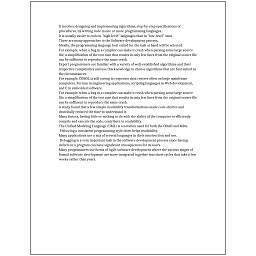 It involves designing and implementing algorithms, step-by-step specifications of
procedures, by writing code in one or more programming languages.
It is usually easier to code in "high-level" languages than in "low-level" ones.
There are many approaches to the Software development process.
Ideally, the programming language best suited for the task at hand will be selected.
For example, when a bug in a compiler can make it crash when parsing some large source
file, a simplification of the test case that results in only few lines from the original source file
can be sufficient to reproduce the same crash.
Expert programmers are familiar with a variety of well-established algorithms and their
respective complexities and use this knowledge to choose algorithms that are best suited to
the circumstances.
For example, COBOL is still strong in corporate data centers often on large mainframe
computers, Fortran in engineering applications, scripting languages in Web development,
and C in embedded software.
For example, when a bug in a compiler can make it crash when parsing some large source
file, a simplification of the test case that results in only few lines from the original source file
can be sufficient to reproduce the same crash.
A study found that a few simple readability transformations made code shorter and
drastically reduced the time to understand it.
Many factors, having little or nothing to do with the ability of the computer to efficiently
compile and execute the code, contribute to readability.
The Unified Modeling Language (UML) is a notation used for both the OOAD and MDA.
Following a consistent programming style often helps readability.
Many applications use a mix of several languages in their construction and use.
Debugging is a very important task in the software development process since having
defects in a program can have significant consequences for its users.
Many programmers use forms of Agile software development where the various stages of
formal software development are more integrated together into short cycles that take a few
weeks rather than years.